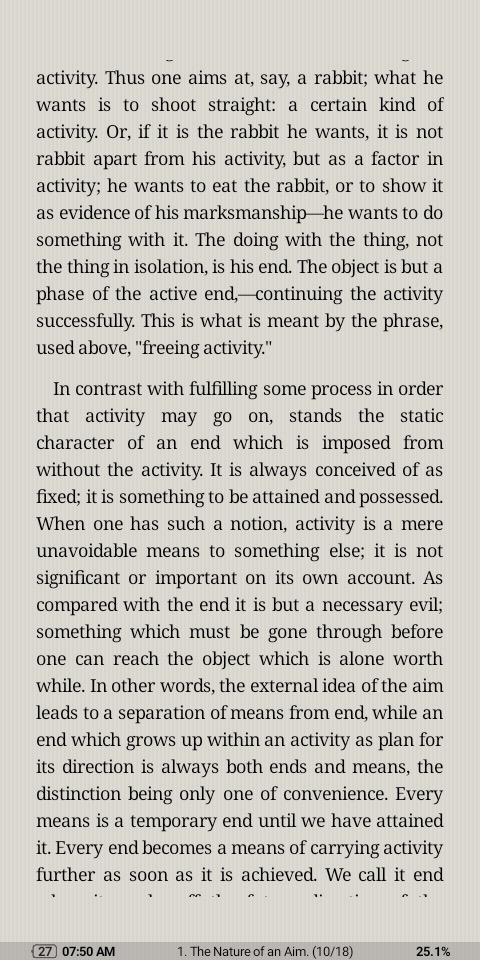 activity. Thus one aims at, say, a rabbit; what he
wants is to shoot straight: a certain kind of
activity. Or, if it is the rabbit he wants, it is not
rabbit apart from his activity, but as a factor in
activity; he wants to eat the rabbit, or to show it
as evidence of his marksmanship—he wants to do
something with it. The doing with the thing, not
the thing in isolation, is his end. The object is but a
phase of the active end,—continuing the activity
successfully. This is what is meant by the phrase,
used above, "freeing activity."
In contrast with fulfilling some process in order
that activity may go on, stands the static
character of an end which is imposed from
without the activity. It is always conceived of as
fixed; it is something to be attained and possessed.
When one has such a notion, activity is a mere
unavoidable means to something else; it is not
significant or important on its own account. As
compared with the end it is but a necessary evil;
something which must be gone through before
one can reach the object which is alone worth
while. In other words, the external idea of the aim
leads to a separation of means from end, while an
end which grows up within an activity as plan for
its direction is always both ends and means, the
distinction being only one of convenience. Every
means is a temporary end until we have attained
it. Every end becomes a means of carrying activity
further as soon as it is achieved. We call it end
27 07:50 AM 1. The Nature of an Aim. (10/18) 25.1%